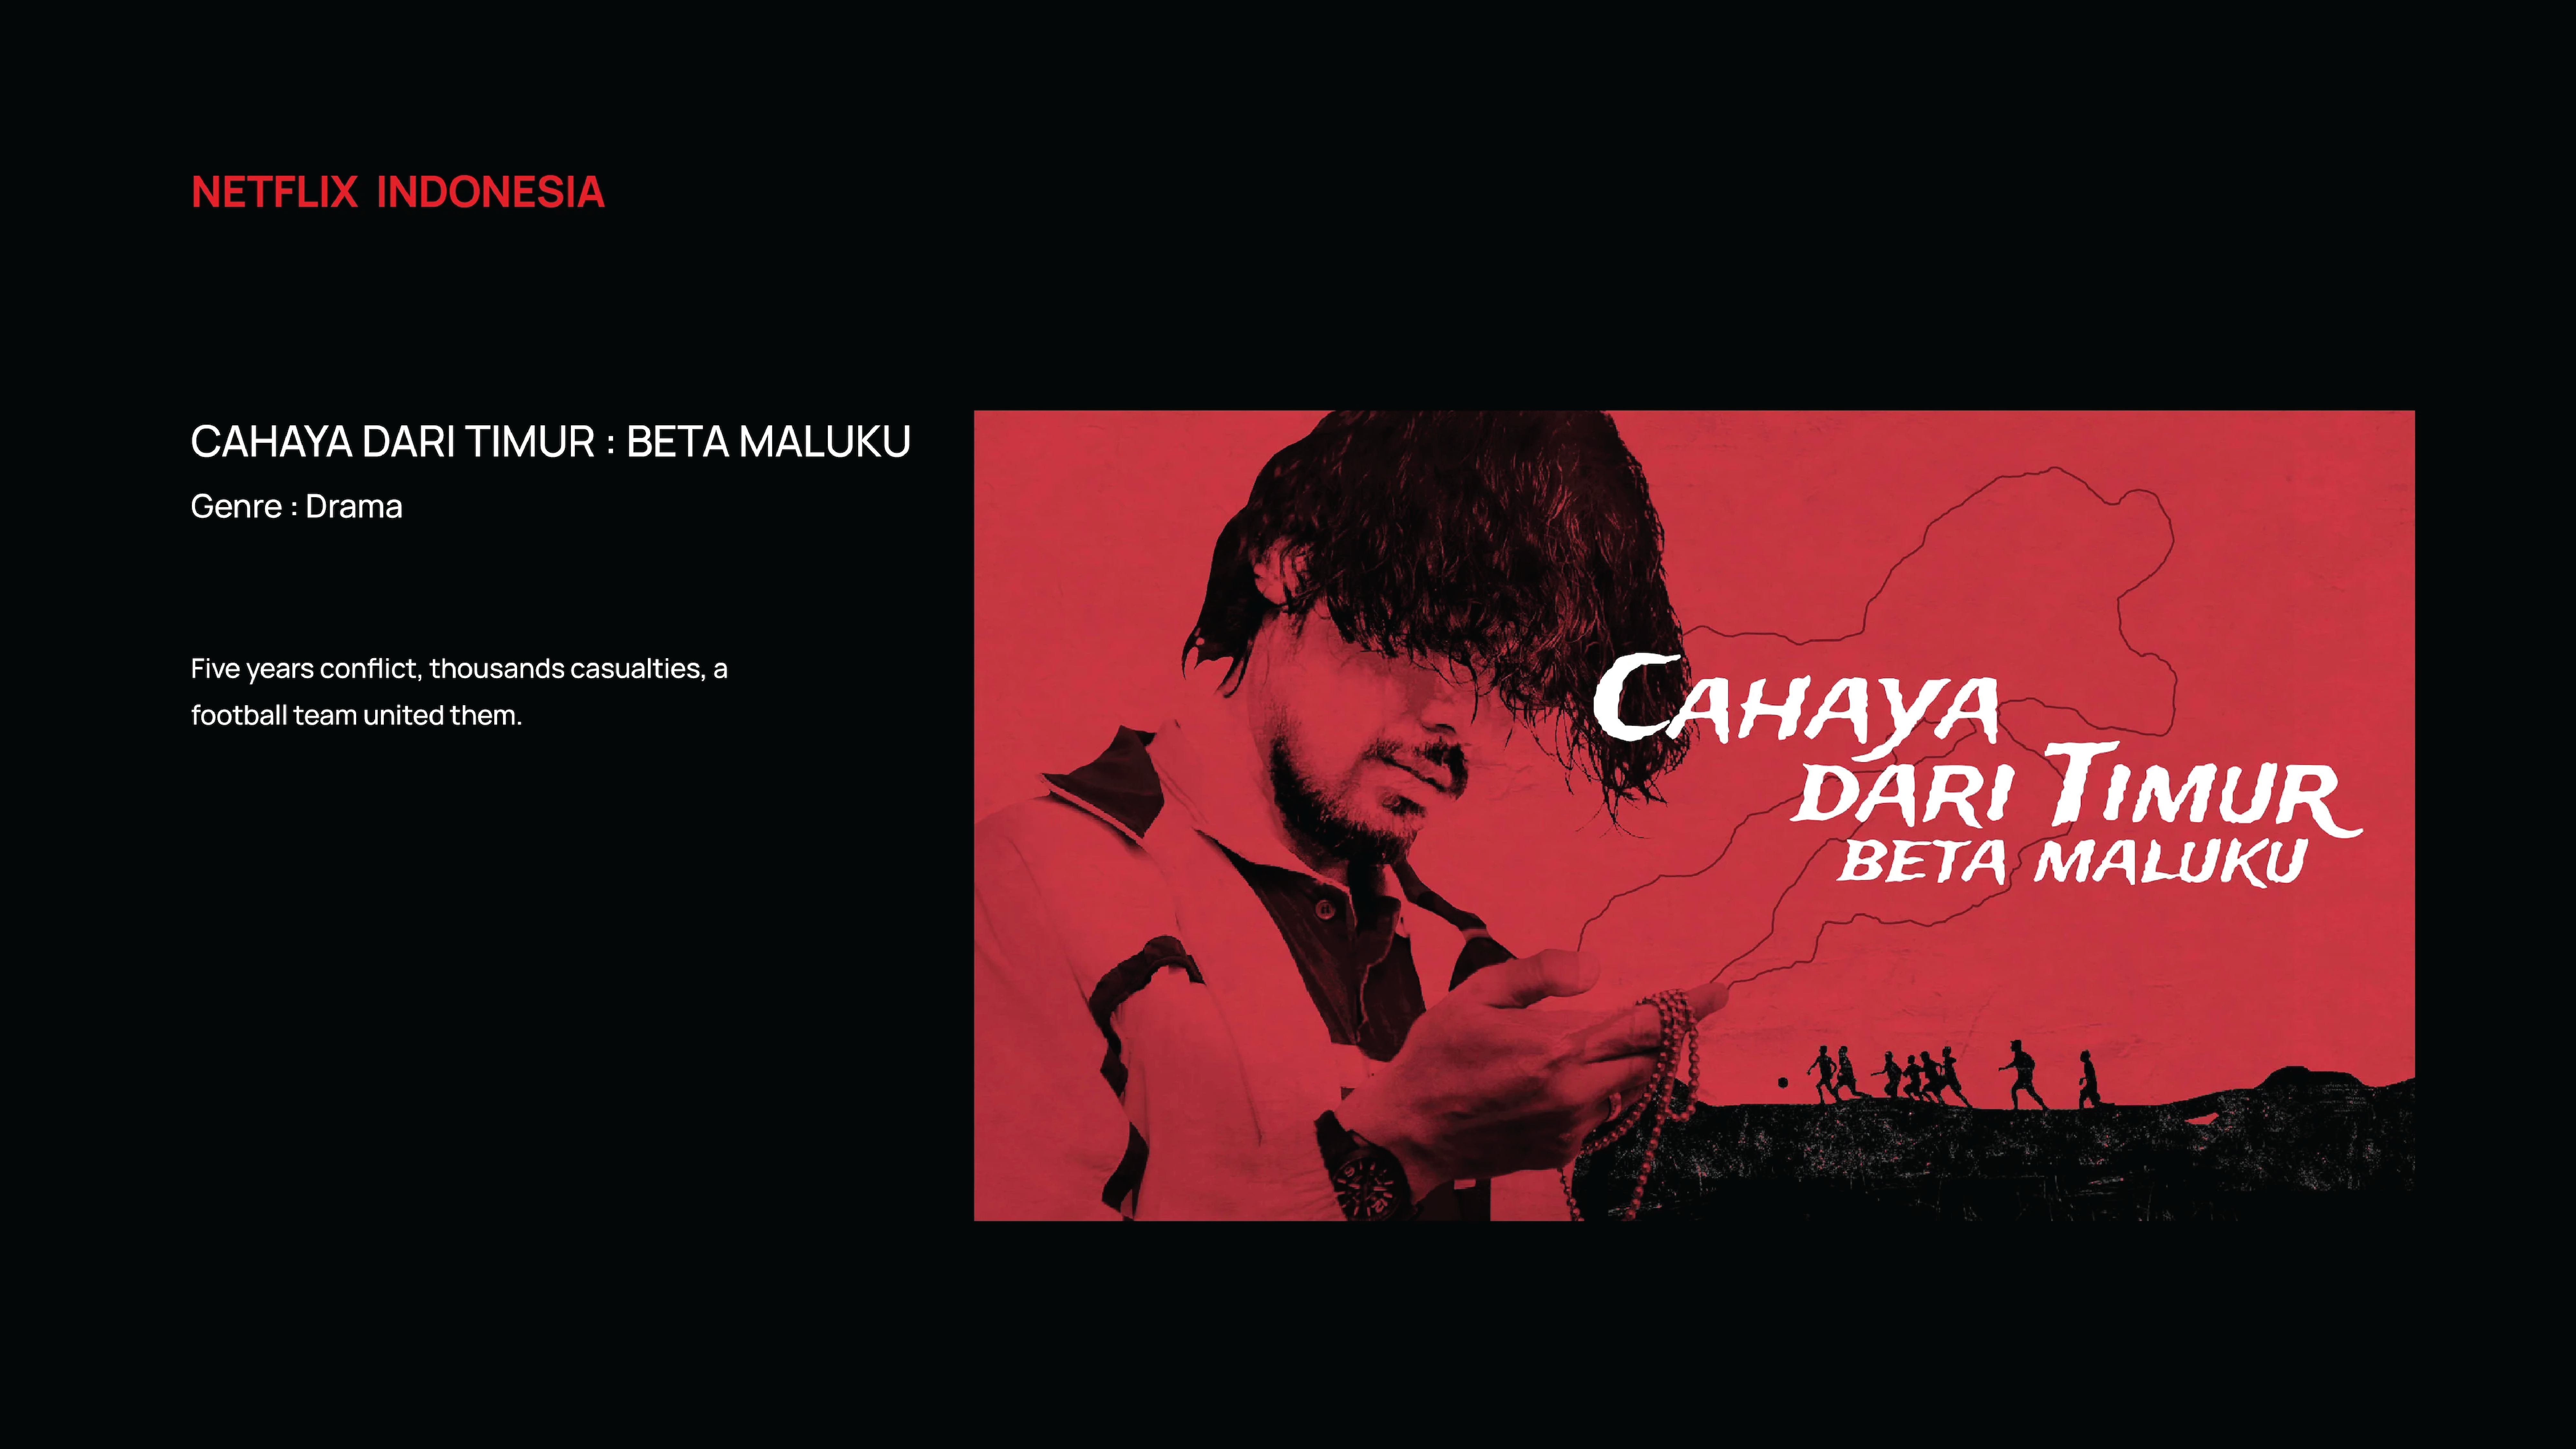 NETFLIX INDONESIA
CAHAYA DARI TIMUR : BETA MALUKU
Genre : Drama
Five years conflict, thousands casualties, a
football team united them.
CAHAYA
DARI TIMUR
BETA MALUKU